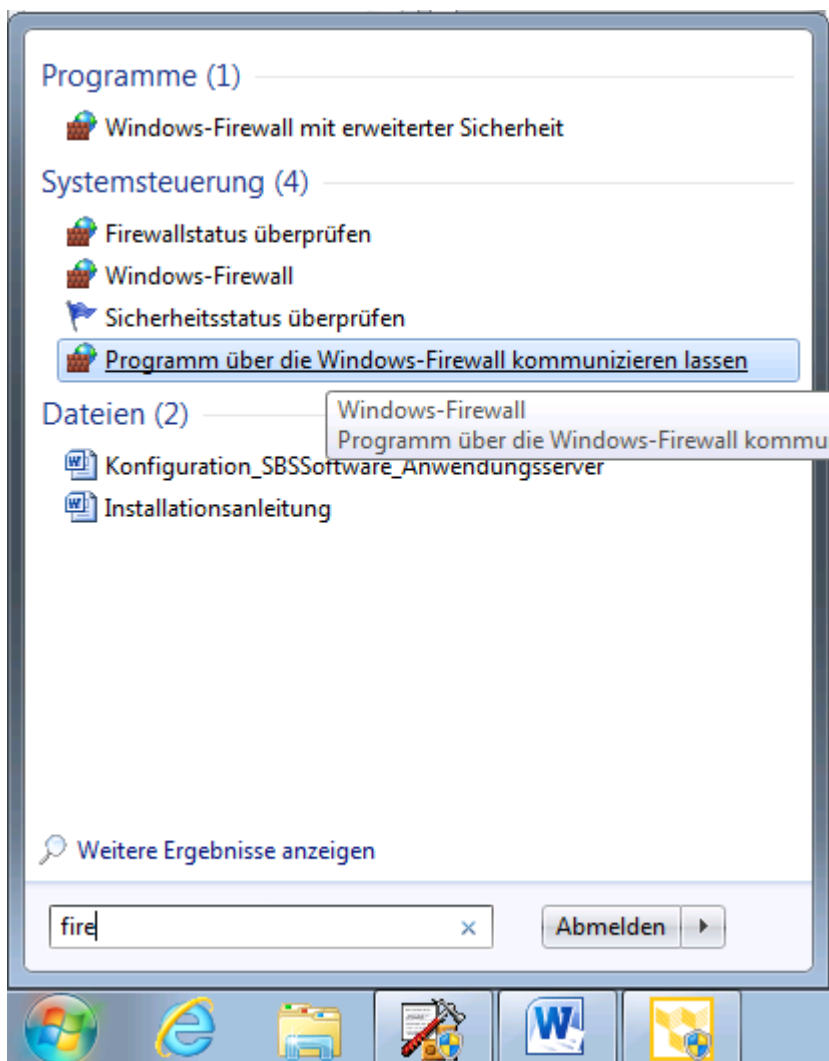 Programme (1)
Windows-Firewall mit erweiterter Sicherheit
Systemsteuerung (4)
Firewallstatus überprüfen
Windows-Firewall
Sicherheitsstatus überprüfen
Programm über die Windows-Firewall kommunizieren lassen
Windows-Firewall
Programm über die Windows-Firewall kommu
Dateien (2)
Konfiguration_SBSSoftware_Anwendungsserver
Installationsanleitung
Weitere Ergebnisse anzeigen
fire
Abmelden
W